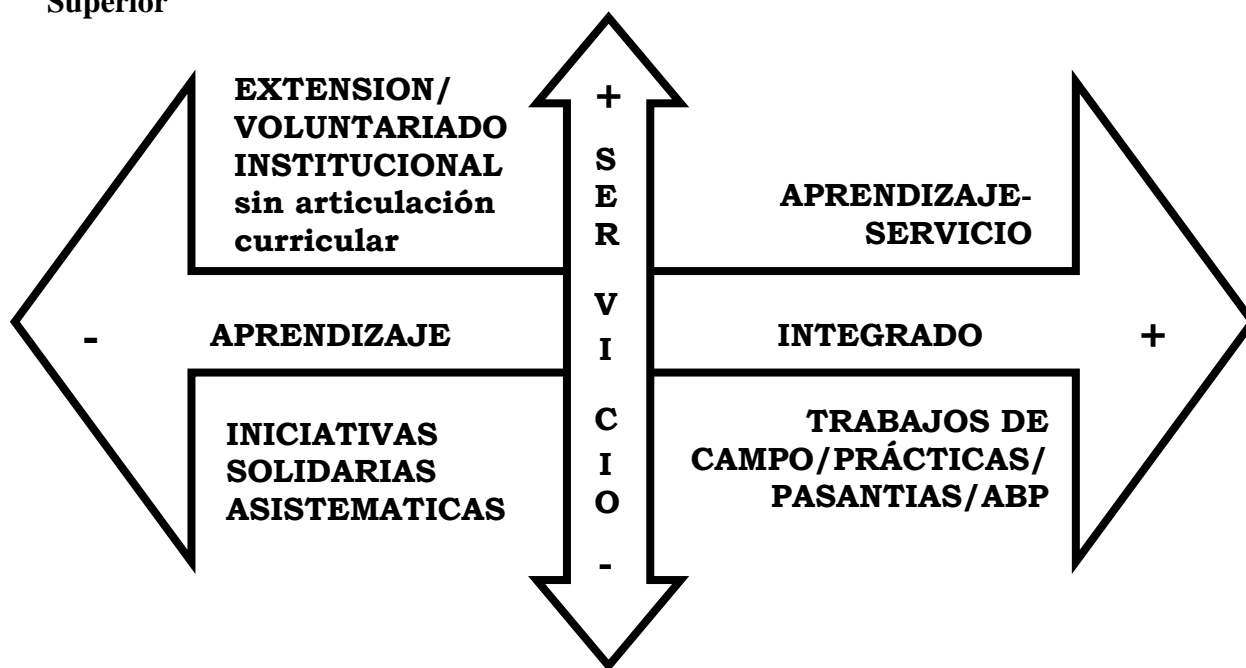 Superior
EXTENSION/
VOLUNTARIADO
INSTITUCIONAL
sin articulación
curricular
+
S
E
R
V
I
C
I
O
-
APRENDIZAJE-
SERVICIO
- APRENDIZAJE
INTEGRADO +
INICIATIVAS
SOLIDARIAS
ASISTEMATICAS
TRABAJOS DE
CAMPO/PRÁCTICAS/
PASANTIAS/ABP